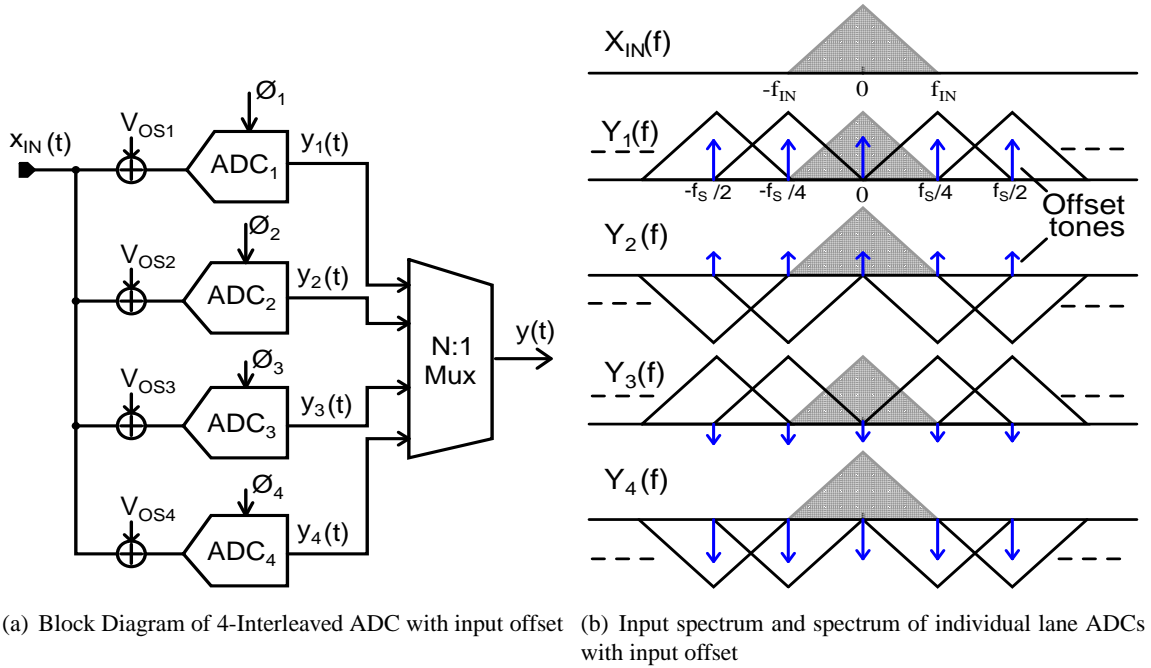 x_IN (t)
V_OS1
Ø_1
ADC_1
y_1(t)
V_OS2
Ø_2
ADC_2
y_2(t)
V_OS3
Ø_3
ADC_3
y_3(t)
V_OS4
Ø_4
ADC_4
y_4(t)
N:1
Mux
y(t)
(a) Block Diagram of 4-Interleaved ADC with input offset
X_IN(f)
-f_IN 0 f_IN
Y_1(f)
-f_S/2 -f_S/4 0 f_S/4 f_S/2
Offset
tones
Y_2(f)
Y_3(f)
Y_4(f)
(b) Input spectrum and spectrum of individual lane ADCs
with input offset